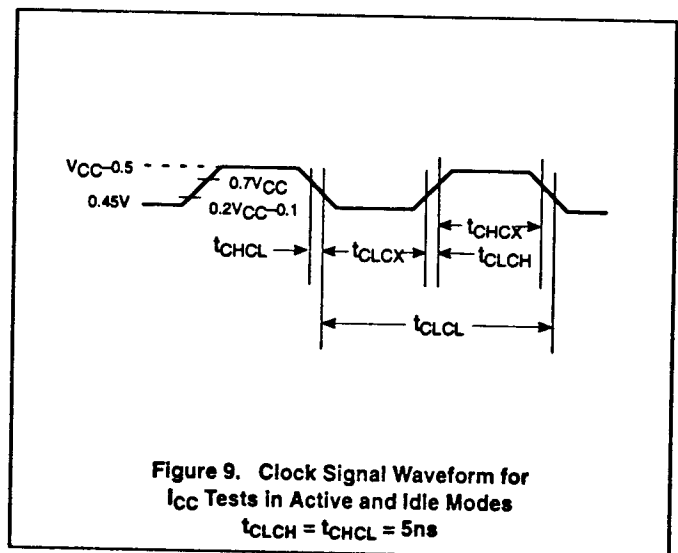 VCC–0.5
0.7VCC
0.45V
0.2VCC–0.1
tCHCX
tCHCL
tCLCX
tCLCH
tCLCL
Figure 9. Clock Signal Waveform for
ICC Tests in Active and Idle Modes
tCLCH = tCHCL = 5ns